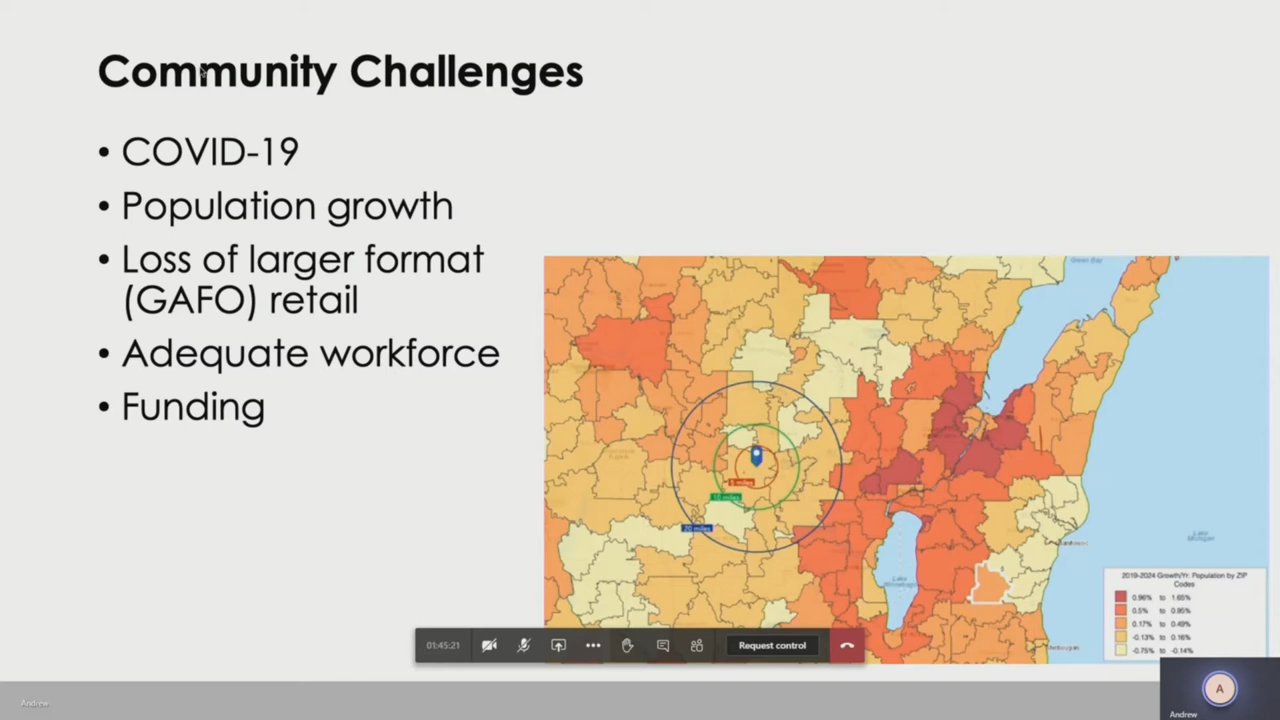 Community Challenges
• COVID-19
• Population growth
• Loss of larger format
(GAFO) retail
• Adequate workforce
• Funding
Green Bay
5 miles
10 miles
20 miles
Lake
Winnebago
Lake
Michigan
2019-2024 Growth/Yr. Population by ZIP
Codes
0.96% to 1.65%
0.5% to 0.95%
0.17% to 0.49%
-0.13% to 0.16%
-0.75% to -0.14%
01:45:21
Request control
A
Andrew
Andrew